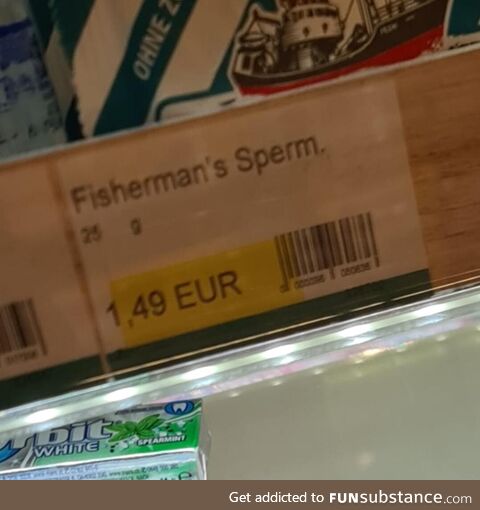 OHNE Z
Fisherman's Sperm.
25 g
1,49 EUR
bit
WHITE
SPEARMINT
Get addicted to FUNsubstance.com